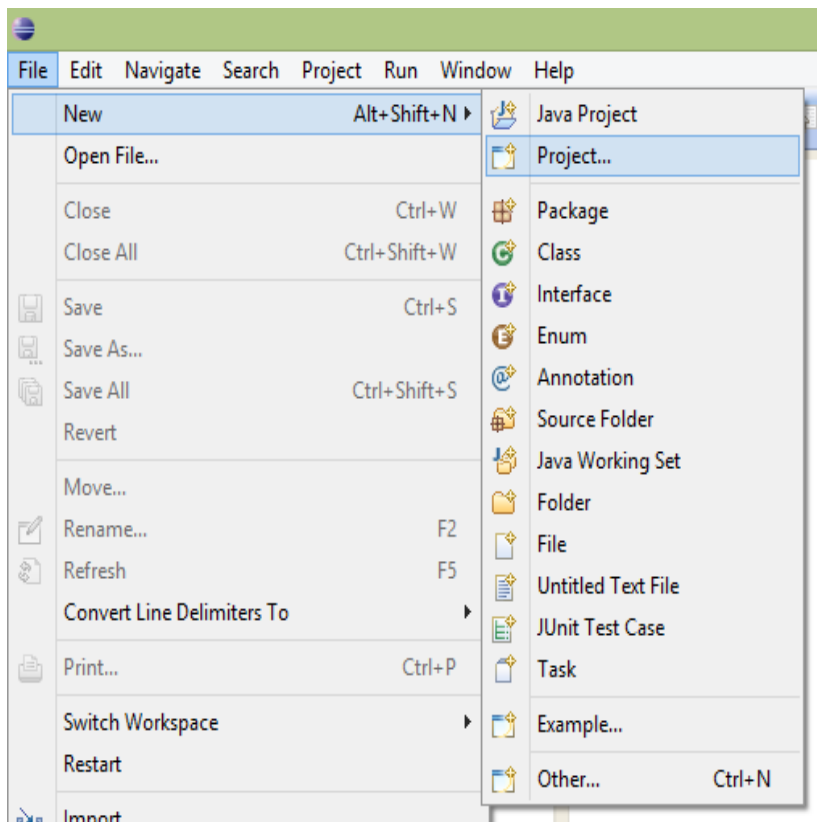 File Edit Navigate Search Project Run Window Help
New Alt+Shift+N
Open File...
Close Ctrl+W
Close All Ctrl+Shift+W
Save Ctrl+S
Save As...
Save All Ctrl+Shift+S
Revert
Move...
Rename... F2
Refresh F5
Convert Line Delimiters To
Print... Ctrl+P
Switch Workspace
Restart
Import
Java Project
Project...
Package
Class
Interface
Enum
Annotation
Source Folder
Java Working Set
Folder
File
Untitled Text File
JUnit Test Case
Task
Example...
Other... Ctrl+N